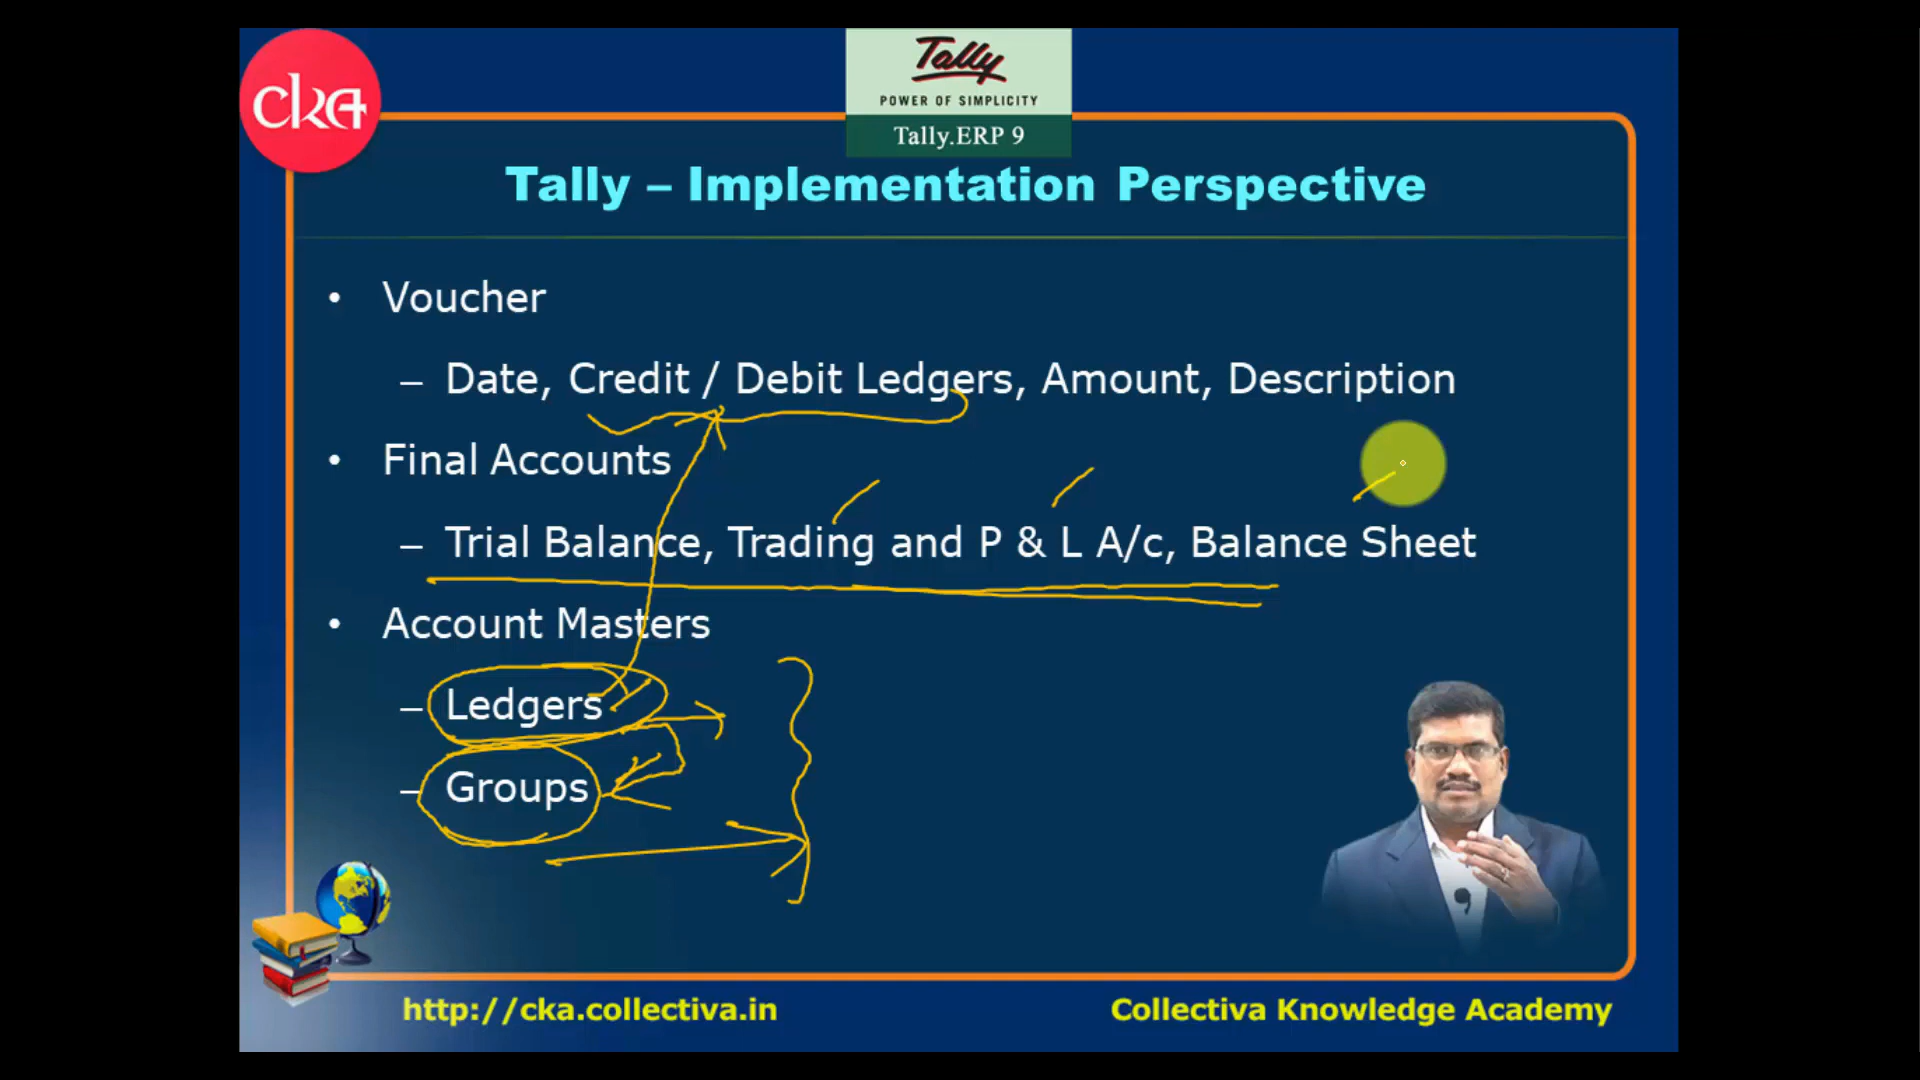 cka
Tally
POWER OF SIMPLICITY
Tally.ERP 9
Tally – Implementation Perspective
• Voucher
– Date, Credit / Debit Ledgers, Amount, Description
• Final Accounts
– Trial Balance, Trading and P & L A/c, Balance Sheet
• Account Masters
– Ledgers
– Groups
http://cka.collectiva.in
Collectiva Knowledge Academy